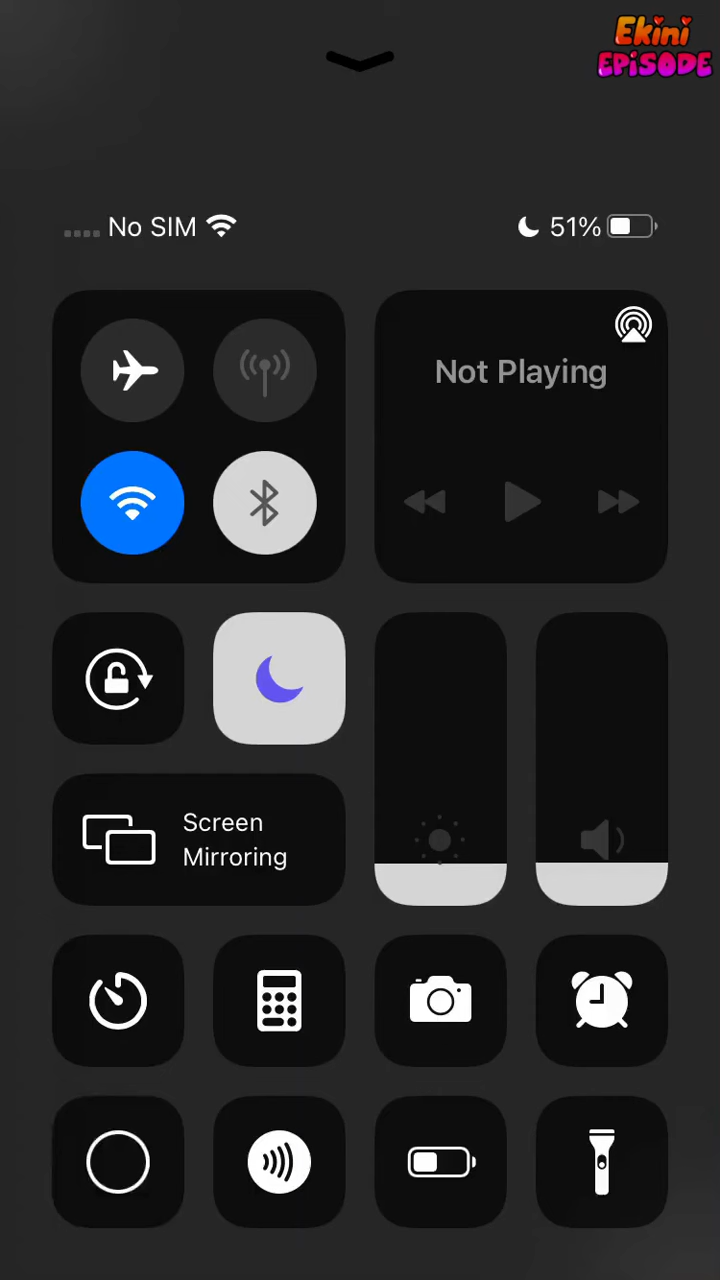 Ekini
EPiSODE
No SIM
51%
Not Playing
Screen
Mirroring